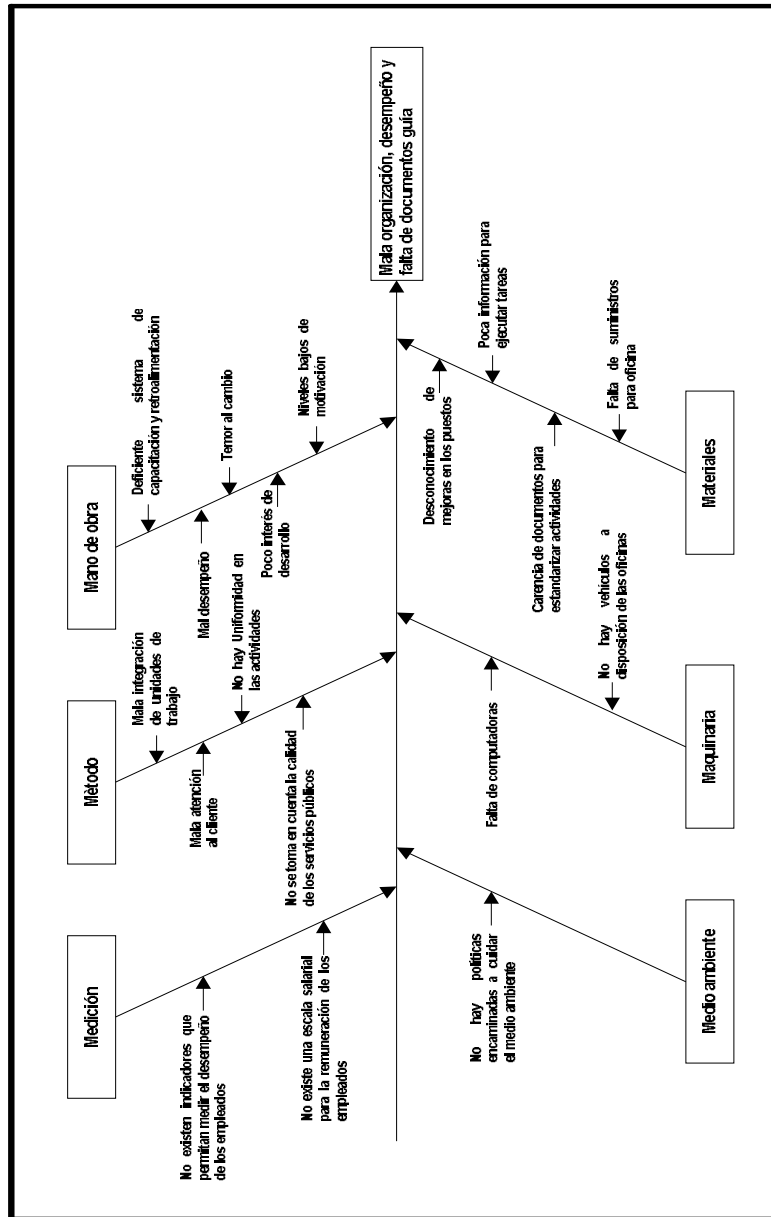 Medición
No existen indicadores que
permitan medir el desempeño
de los empleados
No existe una escala salarial
para la remuneración de los
empleados
Método
Mala integración
de unidades de
trabajo
Mala atención
al cliente
No hay Uniformidad en
las actividades
No se toma en cuenta la calidad
de los servicios públicos
Mano de obra
Deficiente sistema de
capacitación y retroalimentación
Mal desempeño
Temor al cambio
Poco interés de
desarrollo
Niveles bajos de
motivación
Mala organización, desempeño y
falta de documentos guía
No hay políticas
encaminadas a cuidar
el medio ambiente
Medio ambiente
Falta de computadoras
No hay vehículos a
disposición de las oficinas
Maquinaria
Desconocimiento de
mejoras en los puestos
Poca información para
ejecutar tareas
Carencia de documentos para
estandarizar actividades
Falta de suministros
para oficina
Materiales